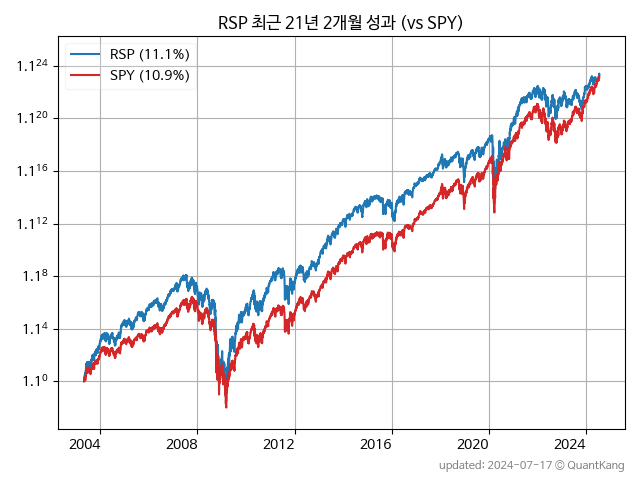 RSP 최근 21년 2개월 성과 (vs SPY)
RSP (11.1%)
SPY (10.9%)
1.1²⁴
1.1²⁰
1.1¹⁶
1.1¹²
1.1⁸
1.1⁴
1.1⁰
2004 2008 2012 2016 2020 2024
updated: 2024-07-17 © QuantKang